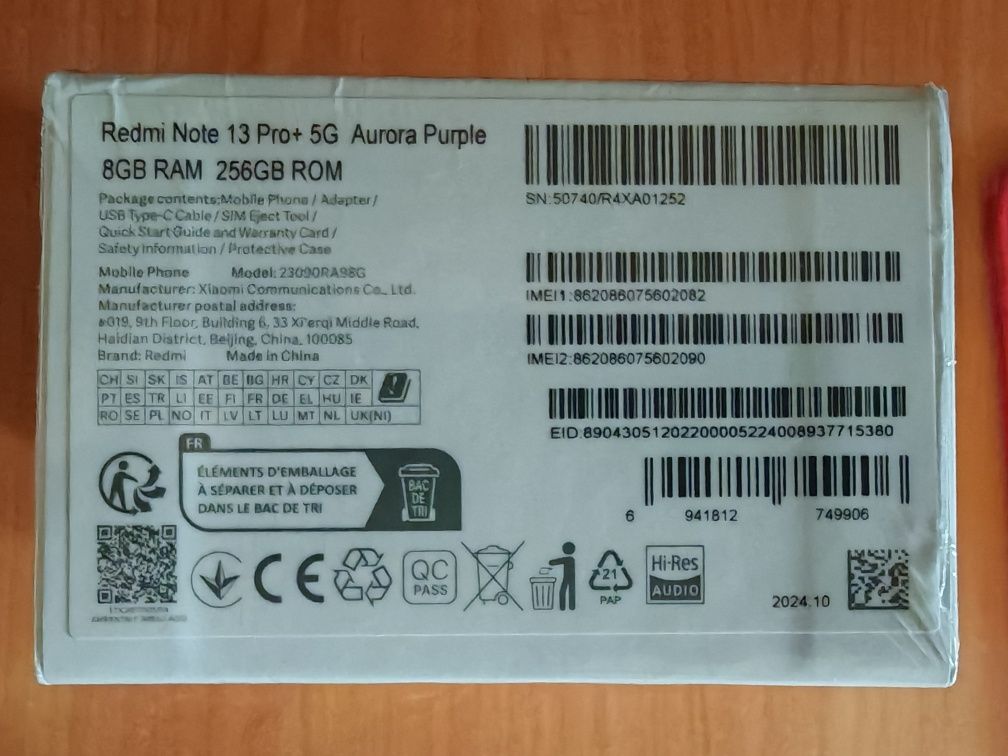 Redmi Note 13 Pro+ 5G Aurora Purple
8GB RAM 256GB ROM
Package contents:Mobile Phone / Adapter/
USB Type-C Cable / SIM Eject Tool /
Quick Start Guide and Warranty Card /
Safety Information / Protective Case
Mobile Phone Model: 23090RA98G
Manufacturer: Xiaomi Communications Co., Ltd.
Manufacturer postal address:
#019, 9th Floor, Building 6, 33 Xi'erqi Middle Road,
Haidian District, Beijing, China, 100085
Brand: Redmi Made in China
CH SI SK IS AT BE BG HR CY CZ DK
PT ES TR LI EE FI FR DE EL HU IE
RO SE PL NO IT LV LT LU MT NL UK(NI)
FR
ÉLÉMENTS D'EMBALLAGE
À SÉPARER ET À DÉPOSER
DANS LE BAC DE TRI
BAC
DE
TRI
CE
QC
PASS
21
PAP
Hi-Res
AUDIO
SN:50740/R4XA01252
IMEI1:862086075602082
IMEI2:862086075602090
EID:89043051202200005224008937715380
6 941812 749906
2024.10